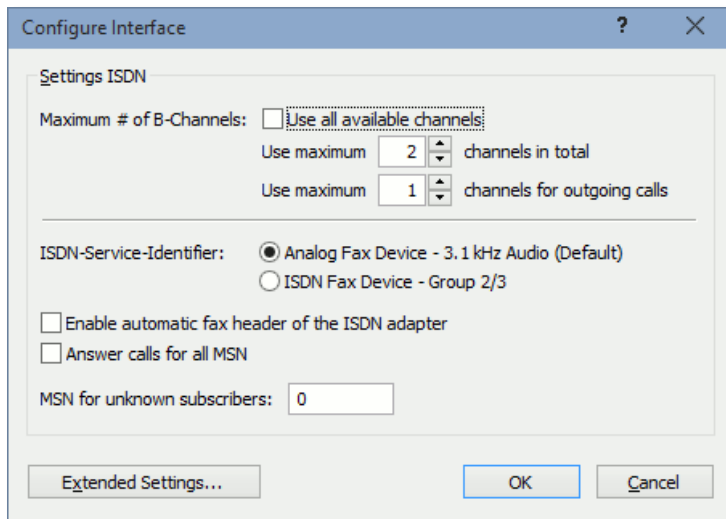 Configure Interface ?
Settings ISDN
Maximum # of B-Channels: Use all available channels
Use maximum 2 channels in total
Use maximum 1 channels for outgoing calls
ISDN-Service-Identifier: Analog Fax Device - 3.1 kHz Audio (Default)
ISDN Fax Device - Group 2/3
Enable automatic fax header of the ISDN adapter
Answer calls for all MSN
MSN for unknown subscribers: 0
Extended Settings... OK Cancel